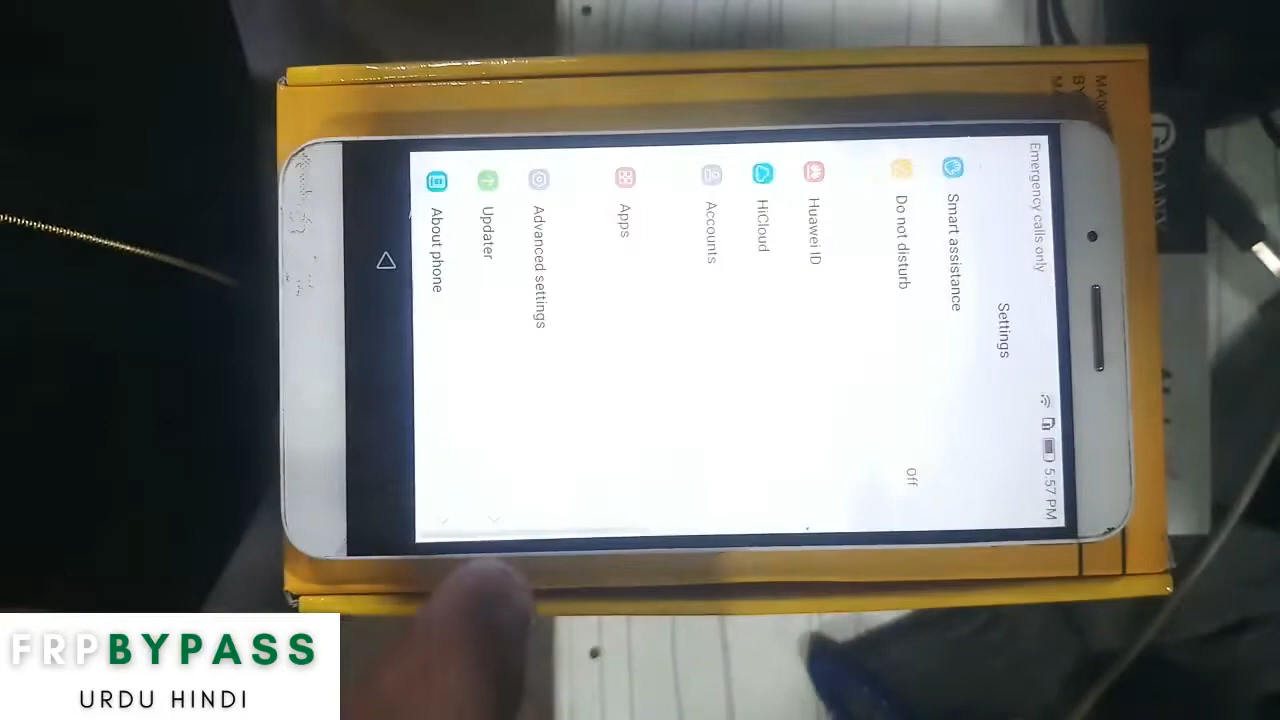 Emergency calls only
5:57 PM
Settings
Smart assistance
Do not disturb
Off
Huawei ID
HiCloud
Accounts
Apps
Advanced settings
Updater
About phone
FRPBYPASS
URDU HINDI